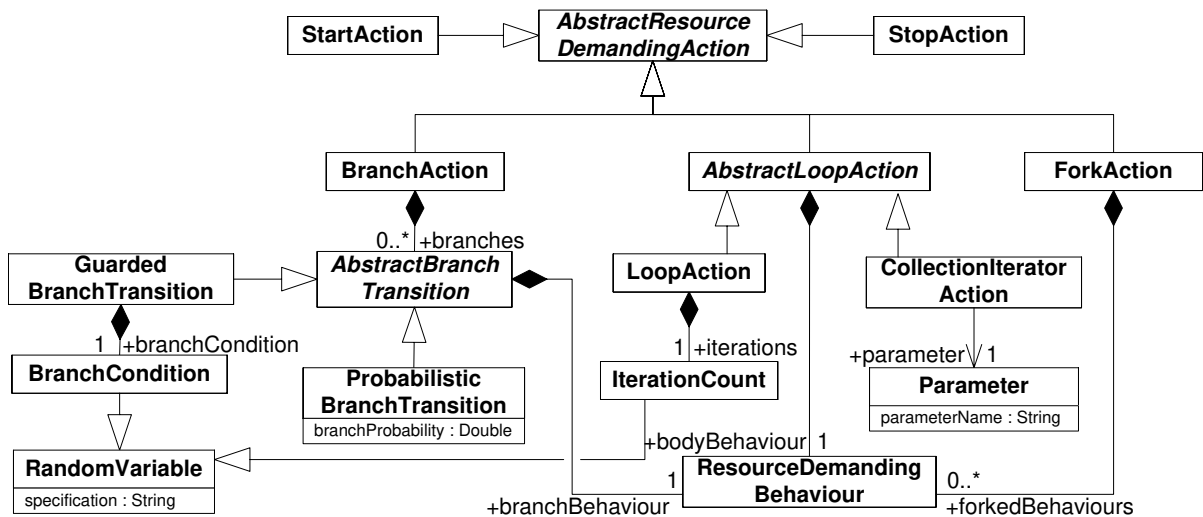 AbstractResource
StartAction
StopAction
DemandingAction
BranchAction
AbstractLoopAction
ForkAction
0..* +branches
Guarded
BranchTransition
AbstractBranch
Transition
LoopAction
CollectionIterator
Action
1 +branchCondition
1 +iterations
+parameter 1
BranchCondition
Probabilistic
BranchTransition
branchProbability : Double
IterationCount
Parameter
parameterName : String
+bodyBehaviour 1
RandomVariable
specification : String
ResourceDemanding
Behaviour
1
+branchBehaviour
0..*
+forkedBehaviours